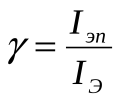 γ = I_эп / I_Э